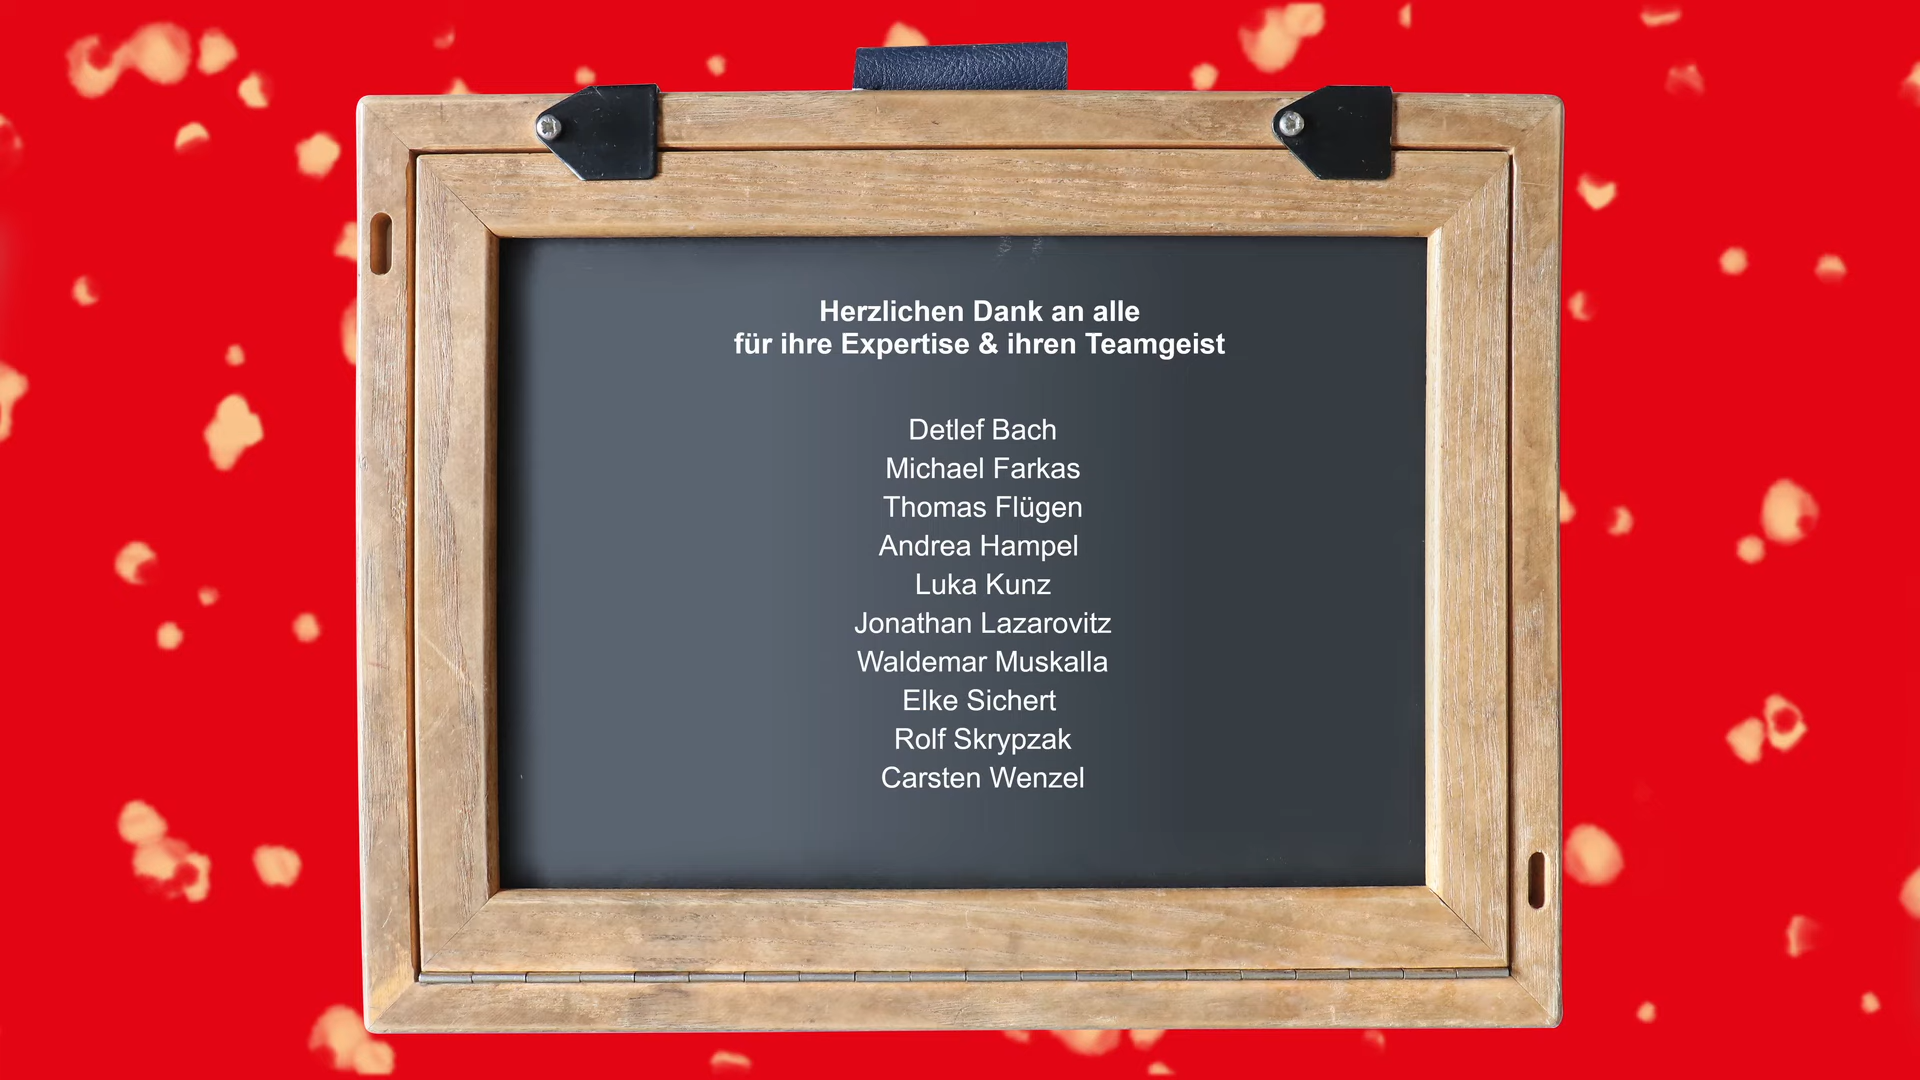 Herzlichen Dank an alle
für ihre Expertise & ihren Teamgeist
Detlef Bach
Michael Farkas
Thomas Flügen
Andrea Hampel
Luka Kunz
Jonathan Lazarovitz
Waldemar Muskalla
Elke Sichert
Rolf Skrypzak
Carsten Wenzel